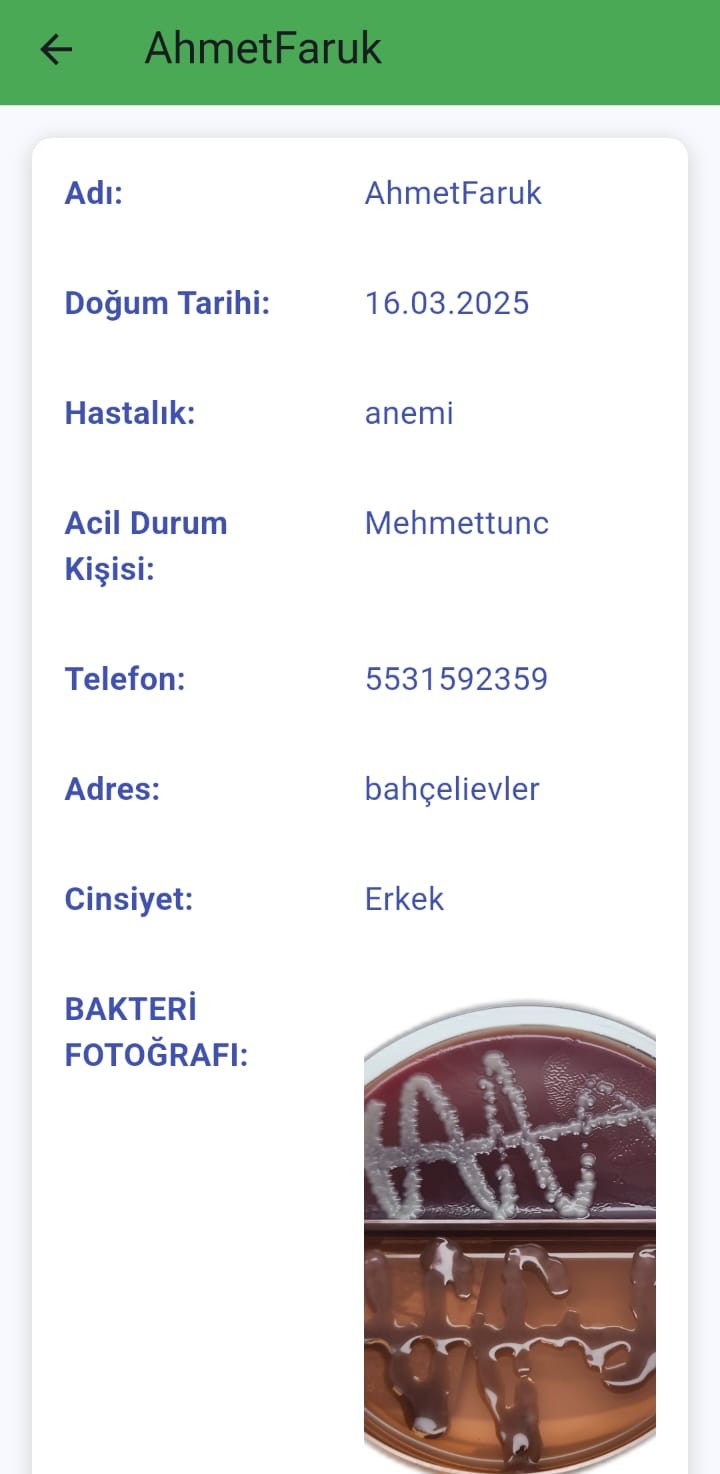 AhmetFaruk
Adı: AhmetFaruk
Doğum Tarihi: 16.03.2025
Hastalık: anemi
Acil Durum Mehmettunc
Kişisi:
Telefon: 5531592359
Adres: bahçelievler
Cinsiyet: Erkek
BAKTERİ
FOTOĞRAFI: